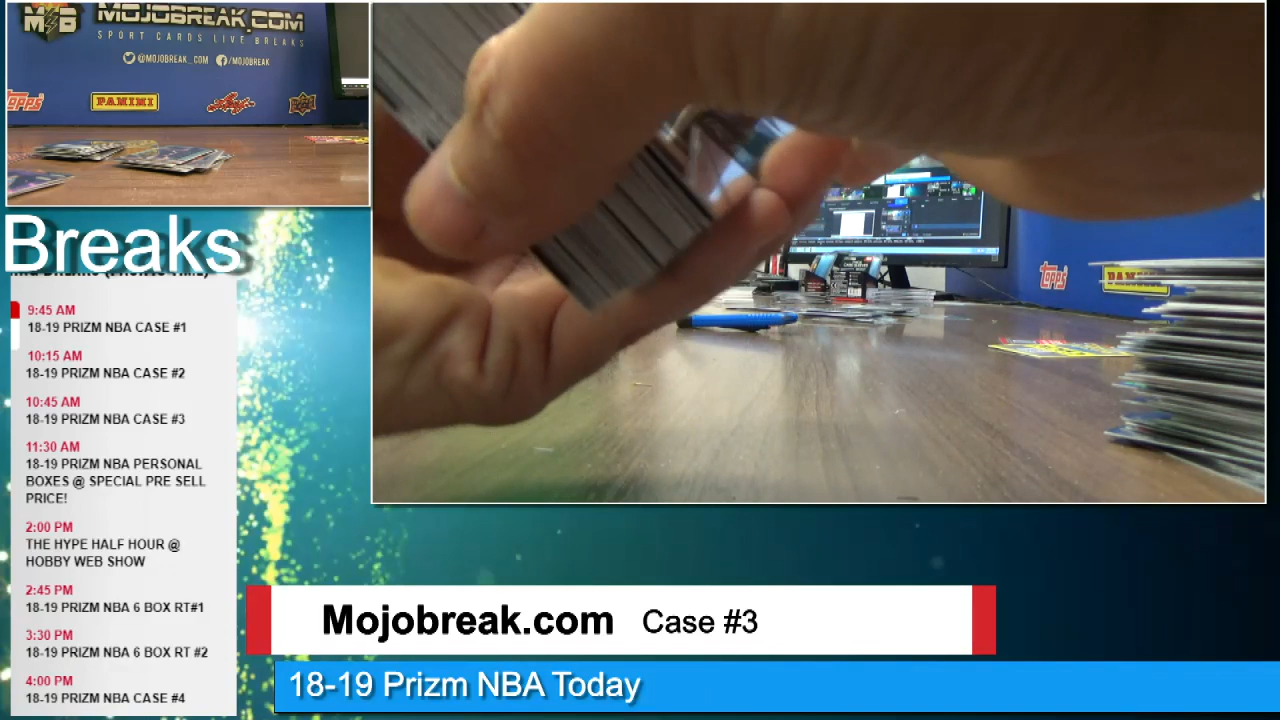 MOJOBREAK.COM
SPORT CARDS LIVE BREAKS
@MOJOBREAK_COM /MOJOBREAK
TOPPS
PANINI
Breaks
9:45 AM
18-19 PRIZM NBA CASE #1
10:15 AM
18-19 PRIZM NBA CASE #2
10:45 AM
18-19 PRIZM NBA CASE #3
11:30 AM
18-19 PRIZM NBA PERSONAL
BOXES @ SPECIAL PRE SELL
PRICE!
2:00 PM
THE HYPE HALF HOUR @
HOBBY WEB SHOW
2:45 PM
18-19 PRIZM NBA 6 BOX RT#1
3:30 PM
18-19 PRIZM NBA 6 BOX RT #2
4:00 PM
18-19 PRIZM NBA CASE #4
TOPPS
PANINI
Mojobreak.com Case #3
18-19 Prizm NBA Today